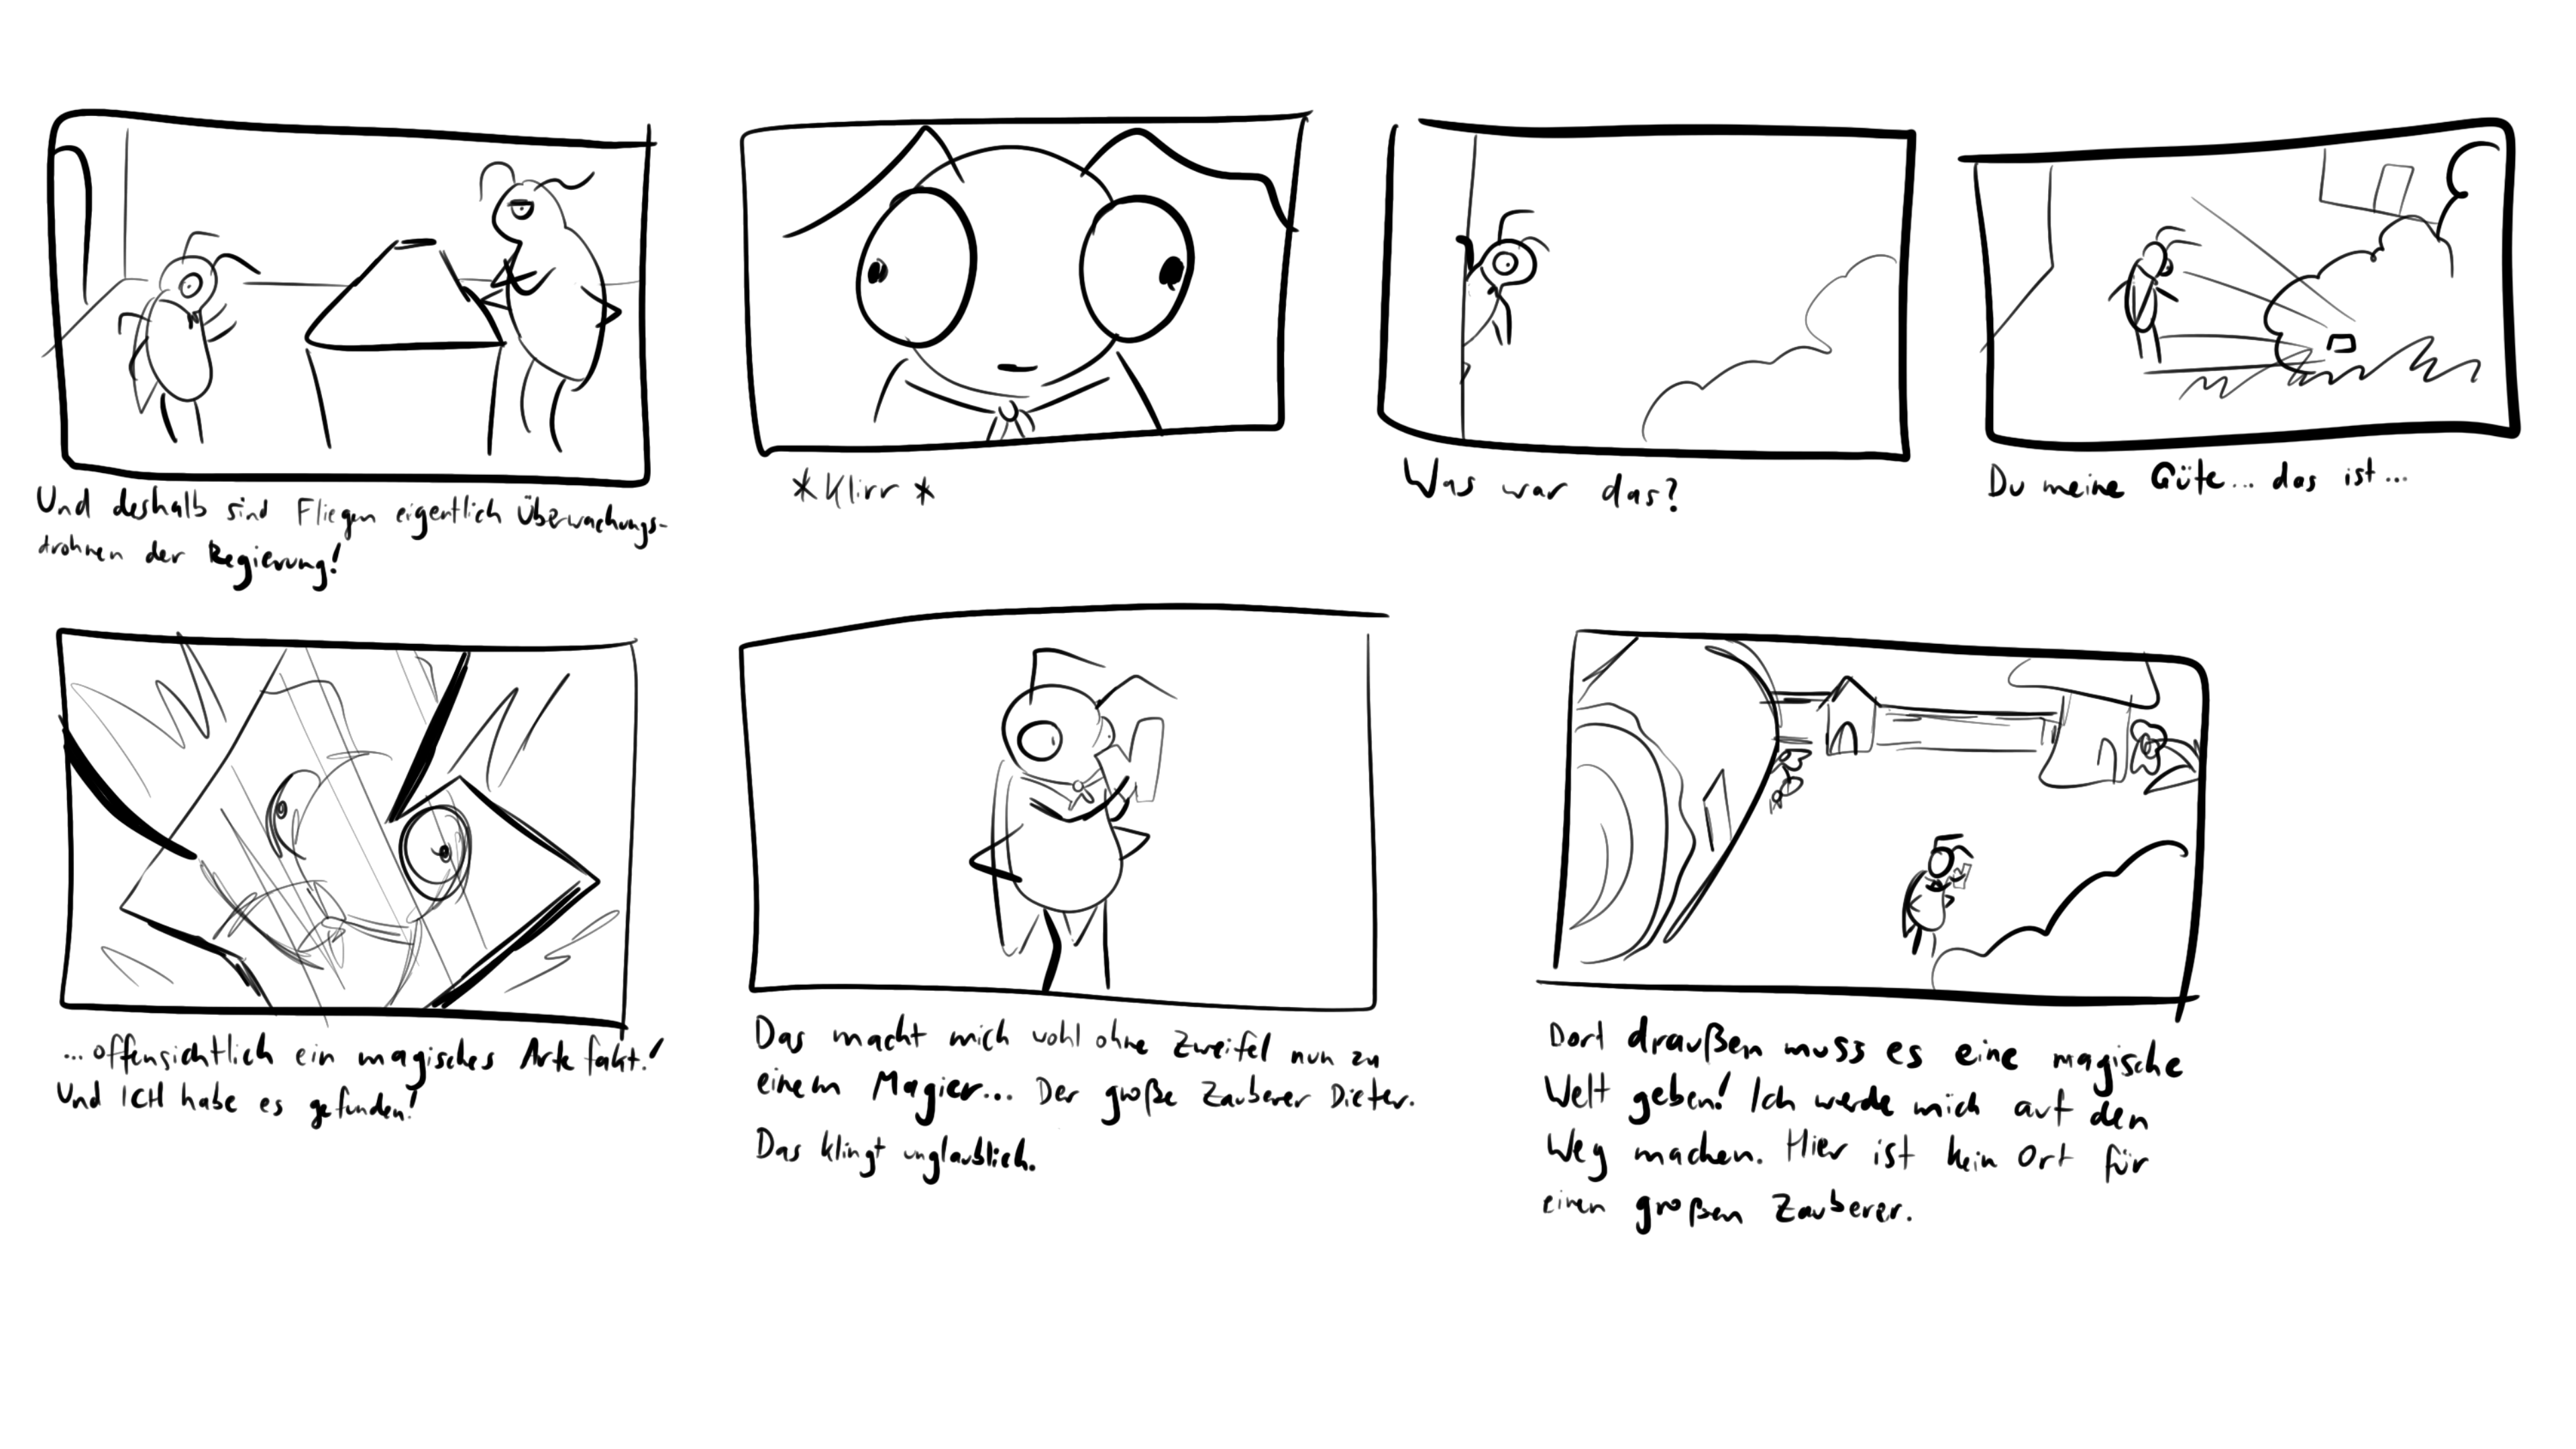 Und deshalb sind Fliegen eigentlich Überwachungs-
drohnen der Regierung!
*Klirr*
Was war das?
Du meine Güte... das ist...
...offensichtlich ein magisches Artefakt!
Und ICH habe es gefunden!
Das macht mich wohl ohne Zweifel nun zu
einem Magier... Der große Zauberer Dieter.
Das klingt unglaublich.
Dort draußen muss es eine magische
Welt geben! Ich werde mich auf den
Weg machen. Hier ist kein Ort für
einen großen Zauberer.